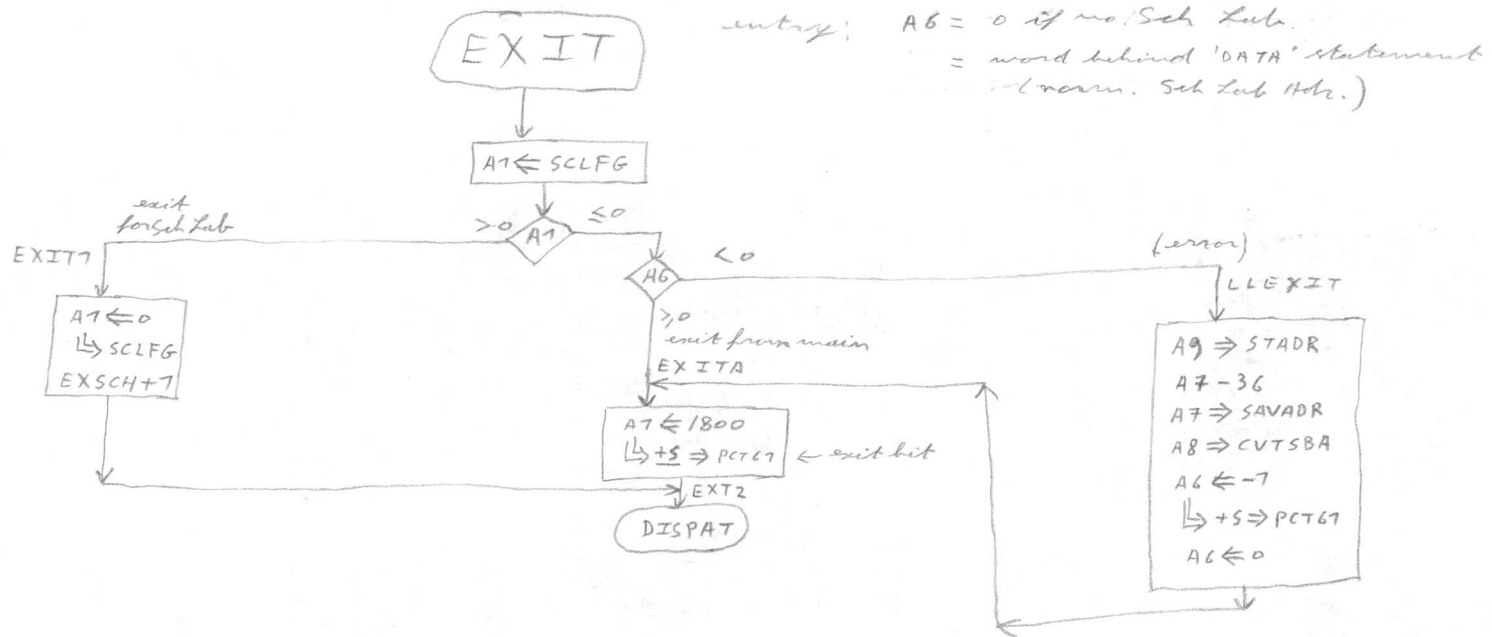 EXIT
entry: A6 = 0 if no Sch Lab.
= word behind 'DATA' statement
(norm. Sch Lab Adr.)
A1 ⇐ SCLFG
exit
for Sch Lab
>0
A1
≤0
EXIT1
A1 ⇐ 0
↳ SCLFG
EXSCH+1
A6
<0
(error)
LLEXIT
≥0
exit from main
EXITA
A1 ⇐ /800
↳ +S ⇒ PCT61 ← exit bit
EXT2
DISPAT
A9 ⇒ STADR
A7-36
A7 ⇒ SAVADR
A8 ⇒ CVTSBA
A6 ⇐ -1
↳ +S ⇒ PCT61
A6 ⇐ 0